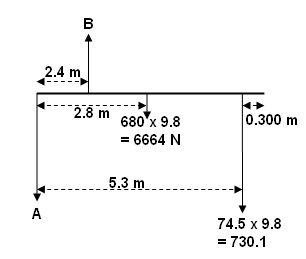 B
2.4 m
2.8 m
680 x 9.8
= 6664 N
0.300 m
5.3 m
A
74.5 x 9.8
= 730.1